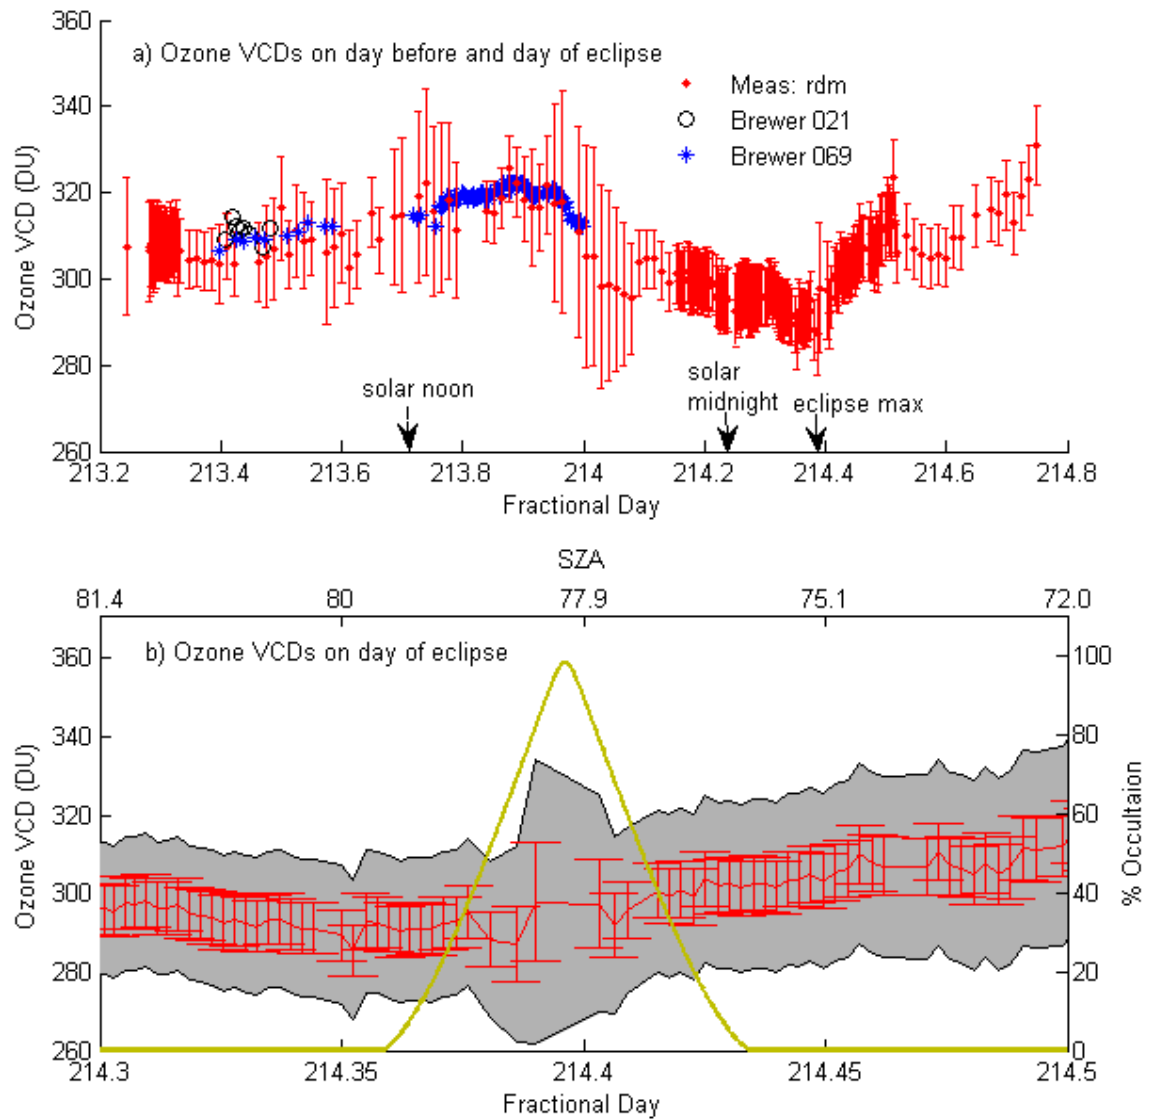 360
a) Ozone VCDs on day before and day of eclipse
Meas: rdm
340
Brewer 021
Brewer 069
320
300
280
260
Ozone VCD (DU)
solar noon
solar
midnight
eclipse max
213.2 213.4 213.6 213.8 214 214.2 214.4 214.6 214.8
Fractional Day
SZA
81.4 80 77.9 75.1 72.0
b) Ozone VCDs on day of eclipse
360
340
320
300
280
260
Ozone VCD (DU)
100
80
60
40
20
0
% Occultaion
214.3 214.35 214.4 214.45 214.5
Fractional Day